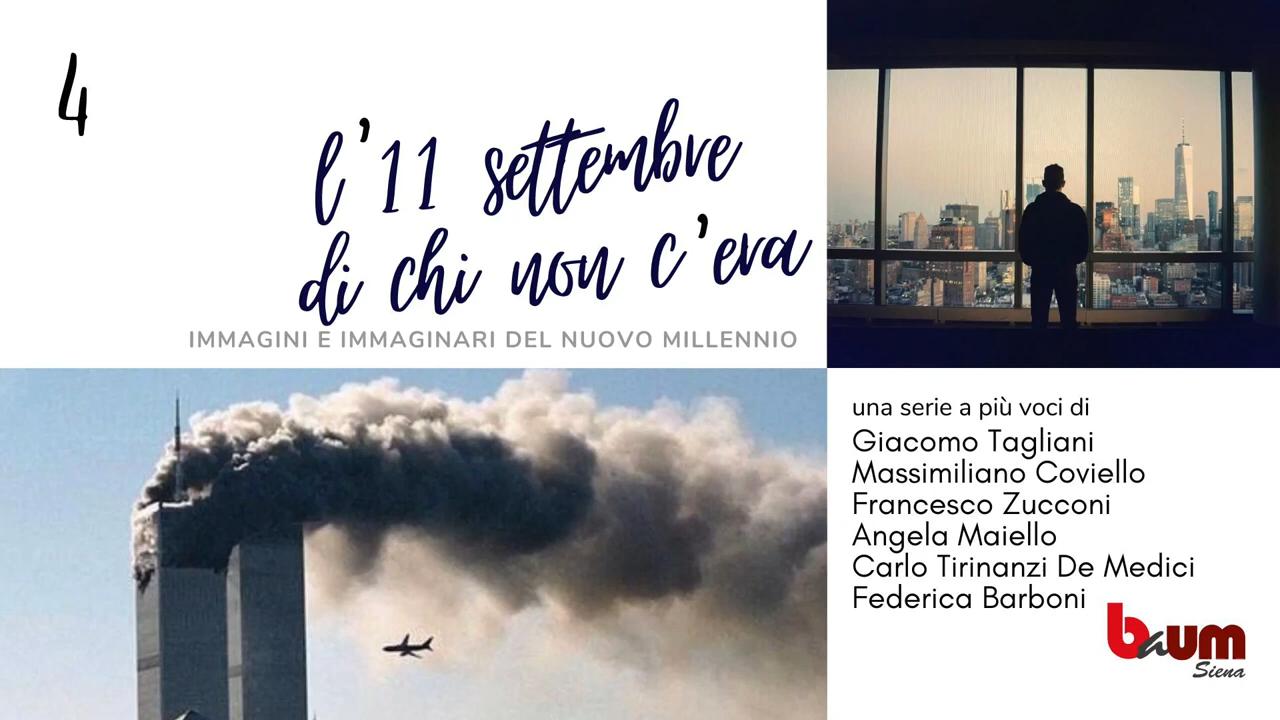 4
l'11 settembre
di chi non c'era
IMMAGINI E IMMAGINARI DEL NUOVO MILLENNIO
una serie a più voci di
Giacomo Tagliani
Massimiliano Coviello
Francesco Zucconi
Angela Maiello
Carlo Tirinanzi De Medici
Federica Barboni
baum
Siena